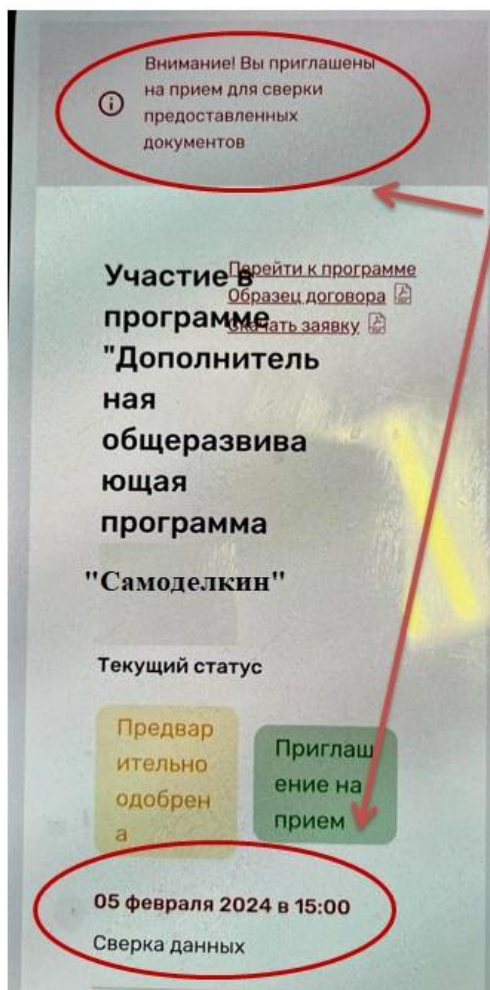 Внимание! Вы приглашены
на прием для сверки
предоставленных
документов
Участие в
программе
"Дополнитель
ная
общеразвива
ющая
программа
"Самоделкин"
Перейти к программе
Образец договора
Скачать заявку
Текущий статус
Предвар
ительно
одобрен
а
Приглаш
ение на
прием
05 февраля 2024 в 15:00
Сверка данных